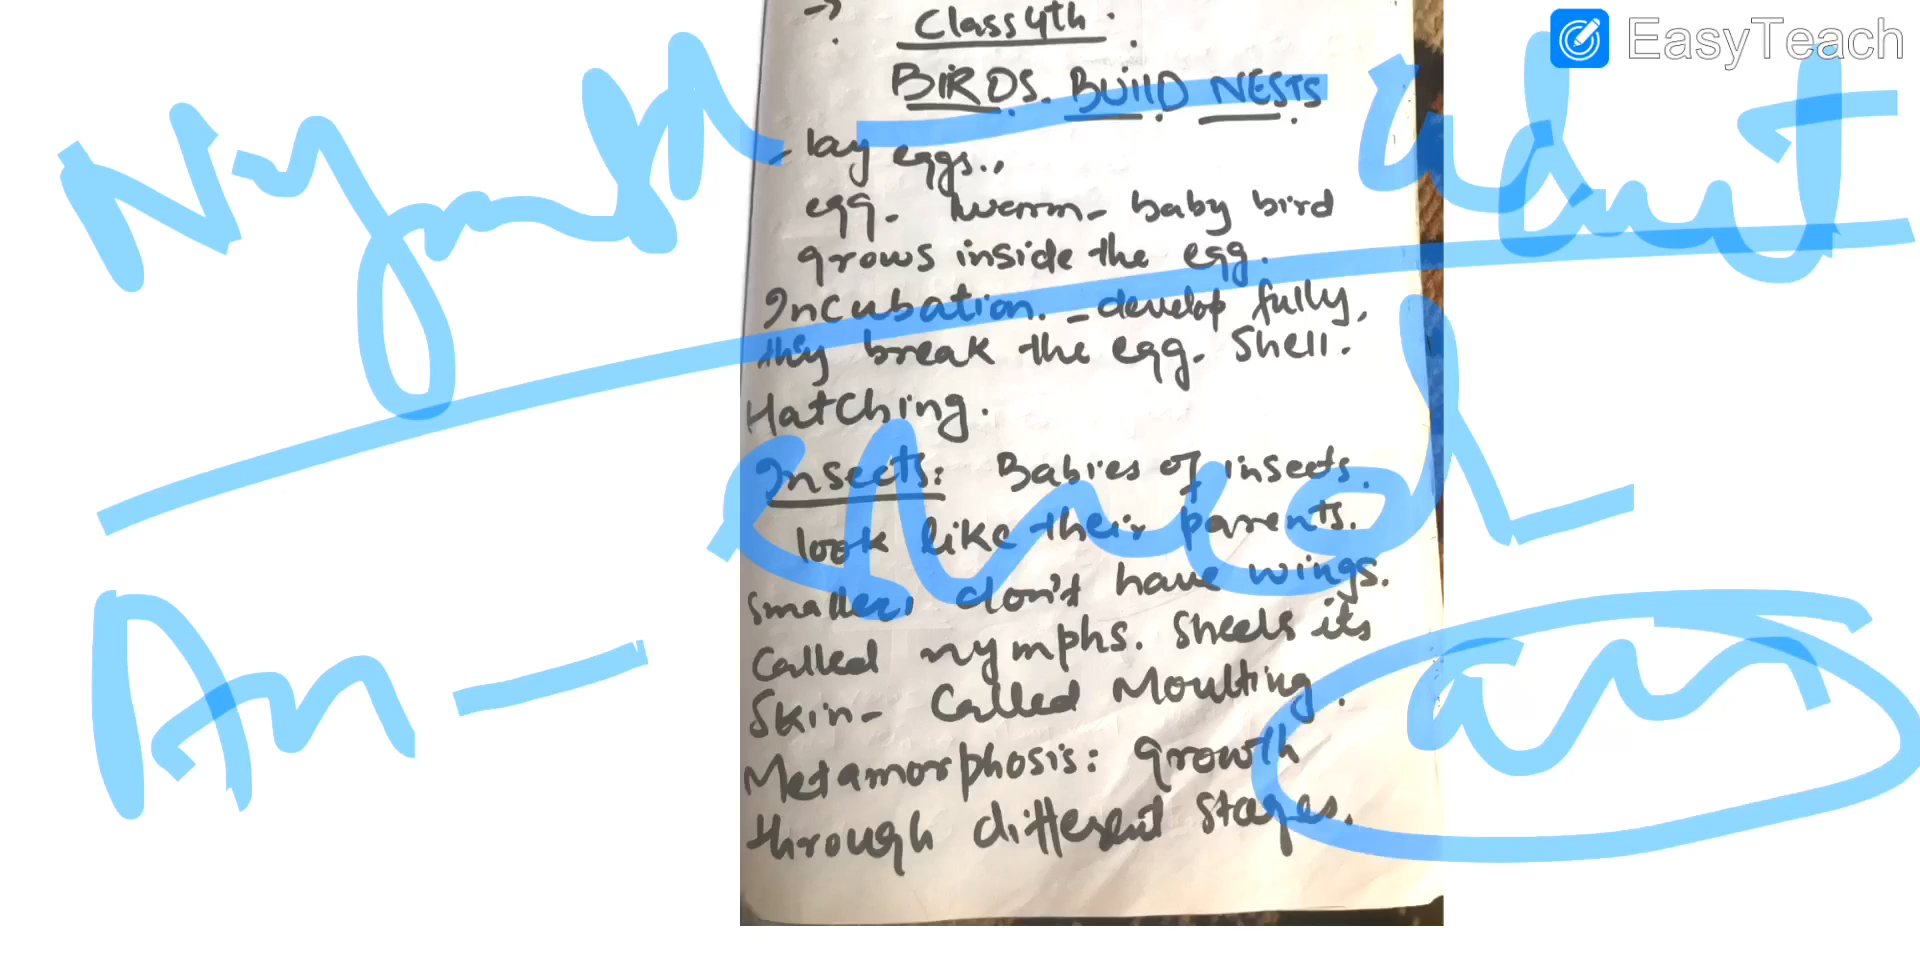 EasyTeach
Class 4th.
BIRDS. BUILD NESTS
- lay eggs..
egg. warm - baby bird
grows inside the egg.
Incubation. - develop fully,
they break the egg. Shell.
Hatching.
Insects: Babies of insects.
look like their parents.
smaller, don't have wings.
Called nymphs. Sheds its
Skin - Called Moulting.
Metamorphosis: growth
through different stages.
Nymph - adult
An -